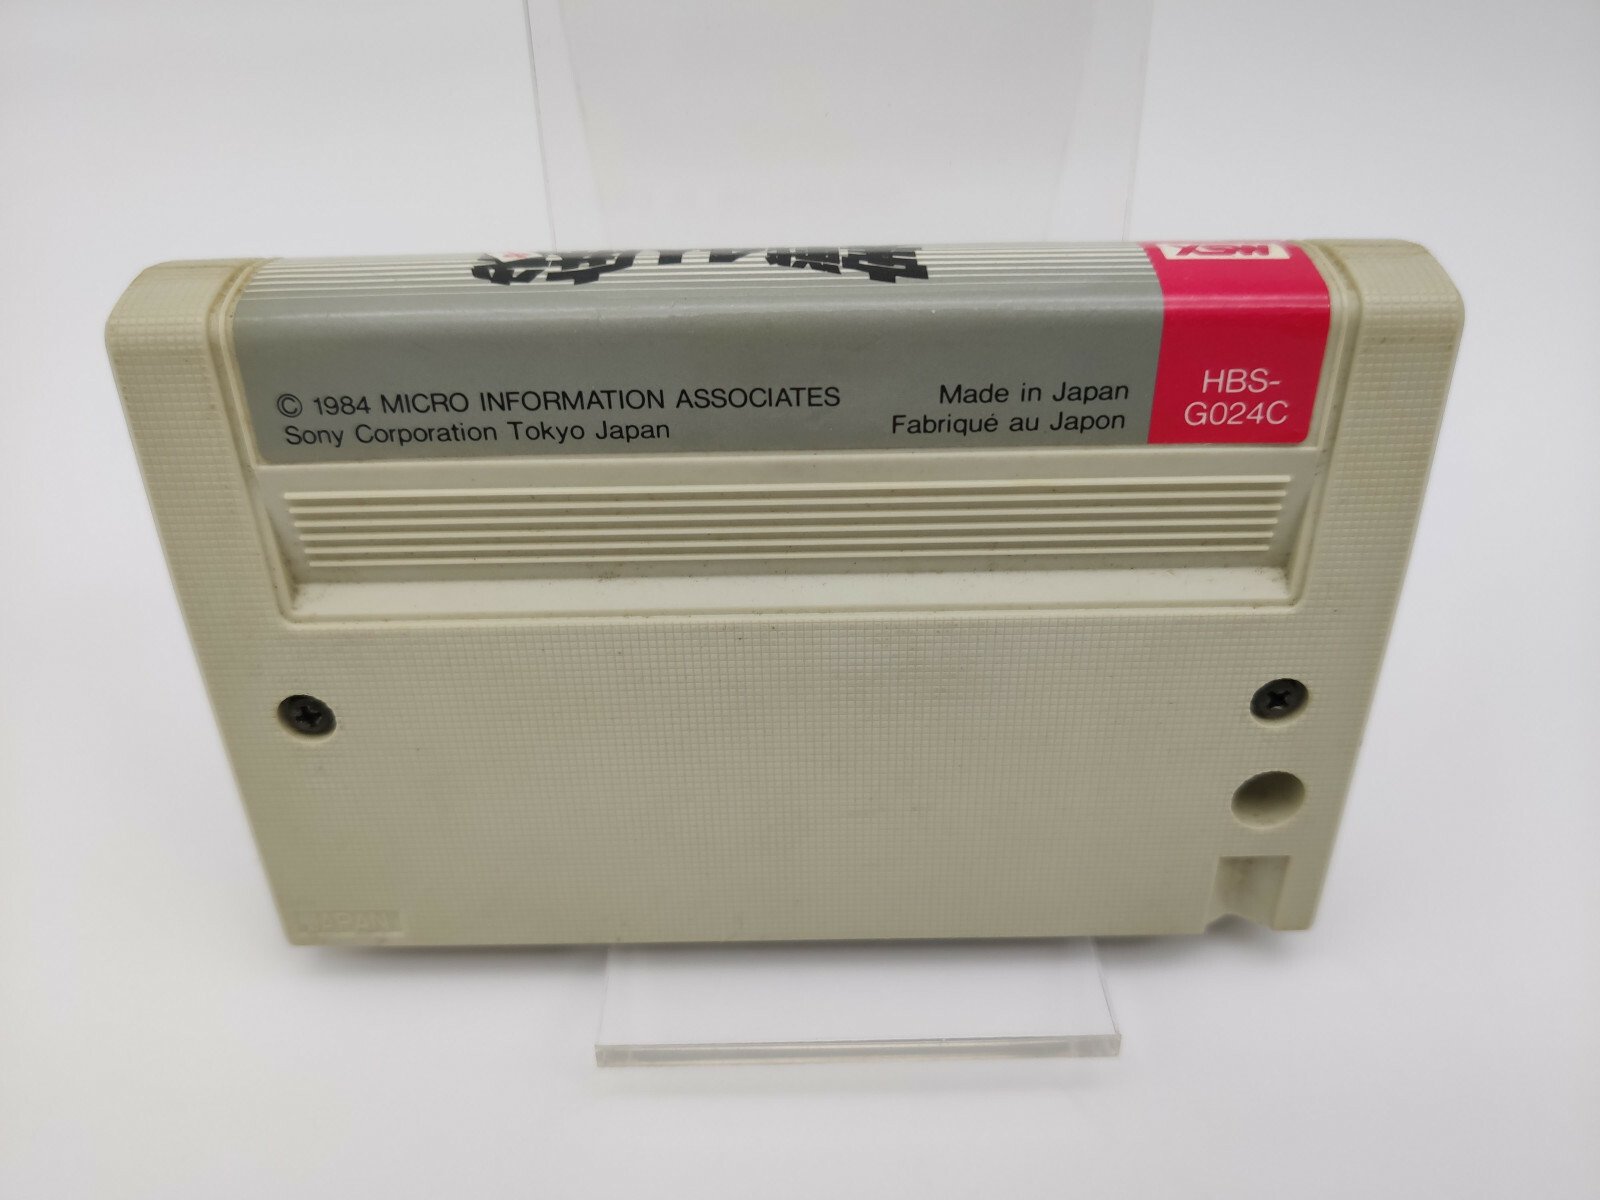 MSX
© 1984 MICRO INFORMATION ASSOCIATES
Sony Corporation Tokyo Japan
Made in Japan
Fabriqué au Japon
HBS-
G024C
JAPAN